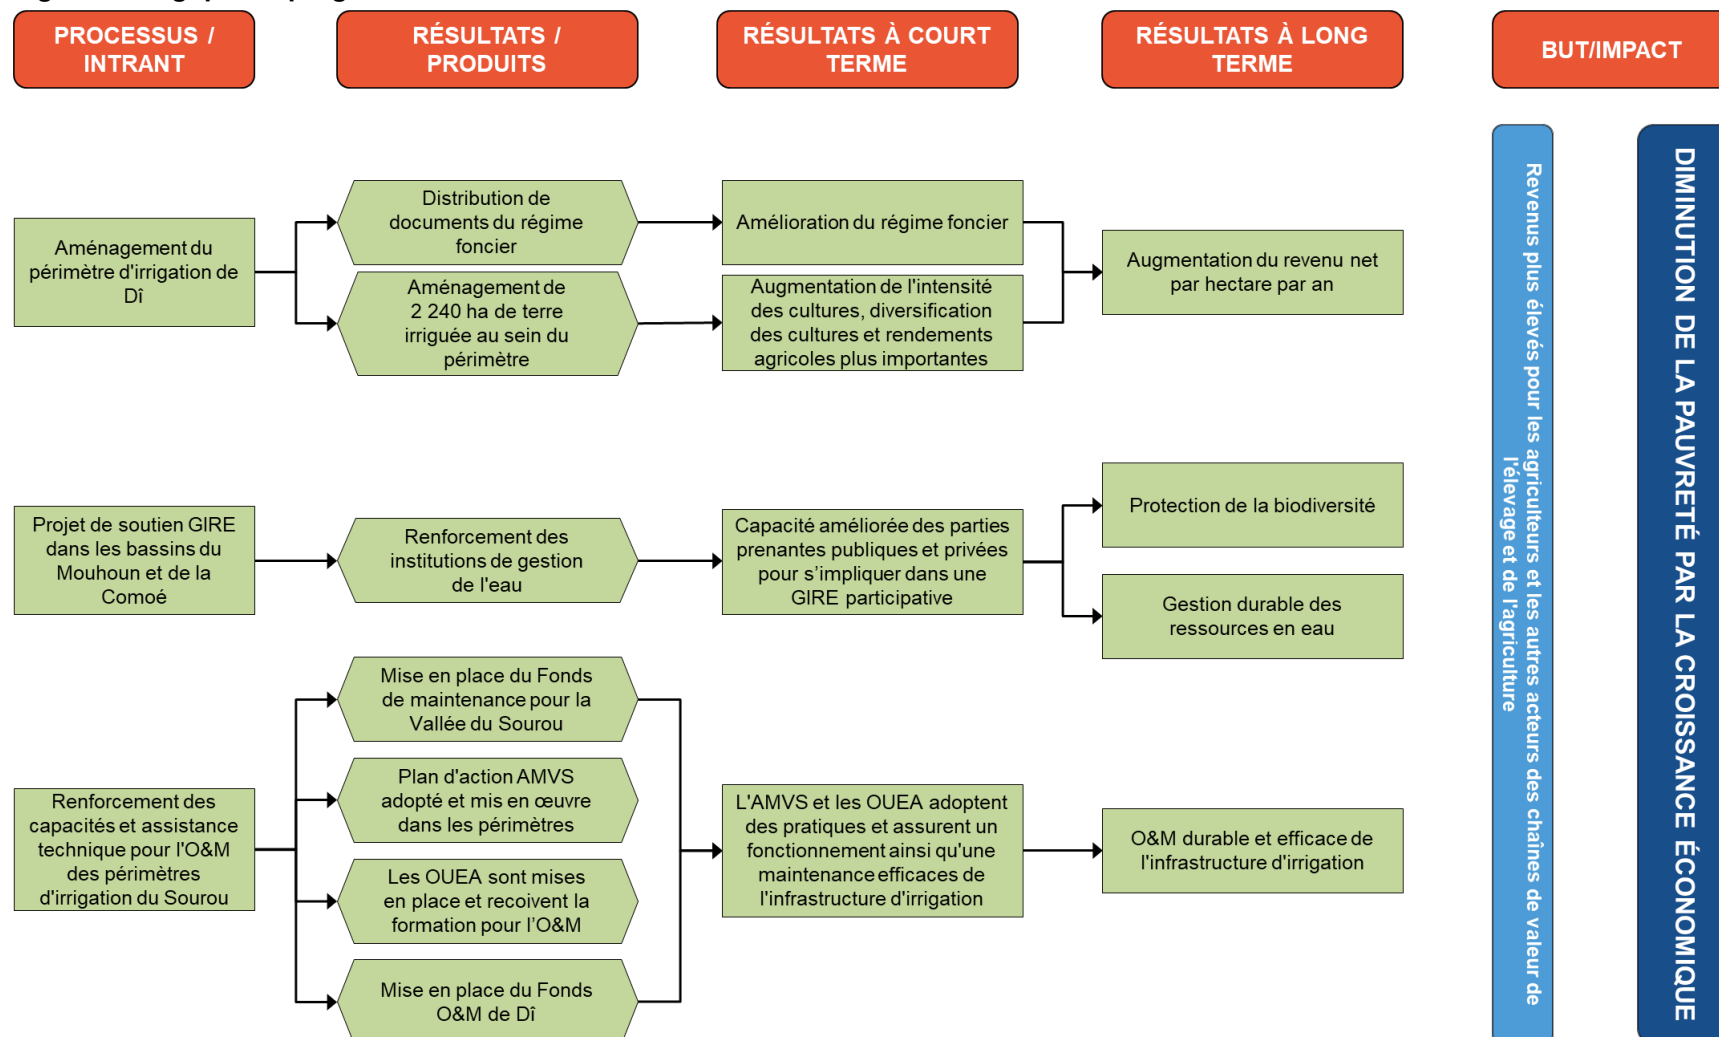 PROCESSUS /
INTRANT
RÉSULTATS /
PRODUITS
RÉSULTATS À COURT
TERME
RÉSULTATS À LONG
TERME
BUT/IMPACT
Aménagement du
périmètre d'irrigation de
Dî
Distribution de
documents du régime
foncier
Amélioration du régime foncier
Aménagement de
2 240 ha de terre
irriguée au sein du
périmètre
Augmentation de l'intensité
des cultures, diversification
des cultures et rendements
agricoles plus importantes
Augmentation du revenu net
par hectare par an
Projet de soutien GIRE
dans les bassins du
Mouhoun et de la
Comoé
Renforcement des
institutions de gestion
de l'eau
Capacité améliorée des parties
prenantes publiques et privées
pour s’impliquer dans une
GIRE participative
Protection de la biodiversité
Gestion durable des
ressources en eau
Renforcement des
capacités et assistance
technique pour l'O&M
des périmètres
d'irrigation du Sourou
Mise en place du Fonds
de maintenance pour la
Vallée du Sourou
Plan d'action AMVS
adopté et mis en œuvre
dans les périmètres
Les OUEA sont mises
en place et recoivent la
formation pour l’O&M
Mise en place du Fonds
O&M de Dî
L'AMVS et les OUEA adoptent
des pratiques et assurent un
fonctionnement ainsi qu'une
maintenance efficaces de
l'infrastructure d'irrigation
O&M durable et efficace de
l'infrastructure d'irrigation
Revenus plus élevés pour les agriculteurs et les autres acteurs des chaînes de valeur de
l'élevage et de l'agriculture
DIMINUTION DE LA PAUVRETÉ PAR LA CROISSANCE ÉCONOMIQUE